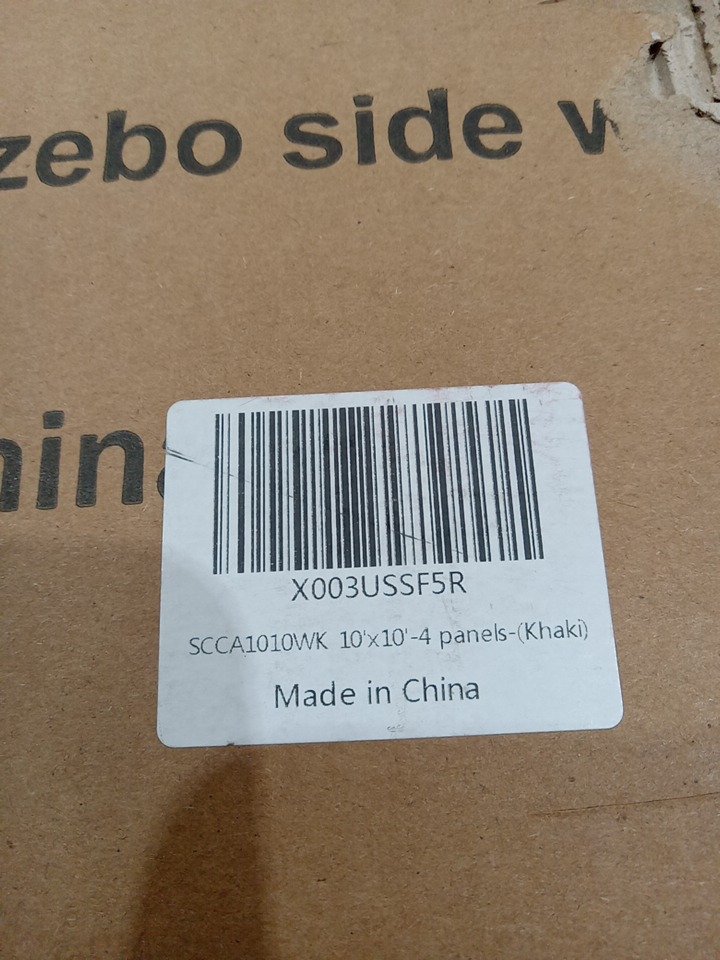 zebo side w
hina
X003USSF5R
SCCA1010WK 10'x10'-4 panels-(Khaki)
Made in China